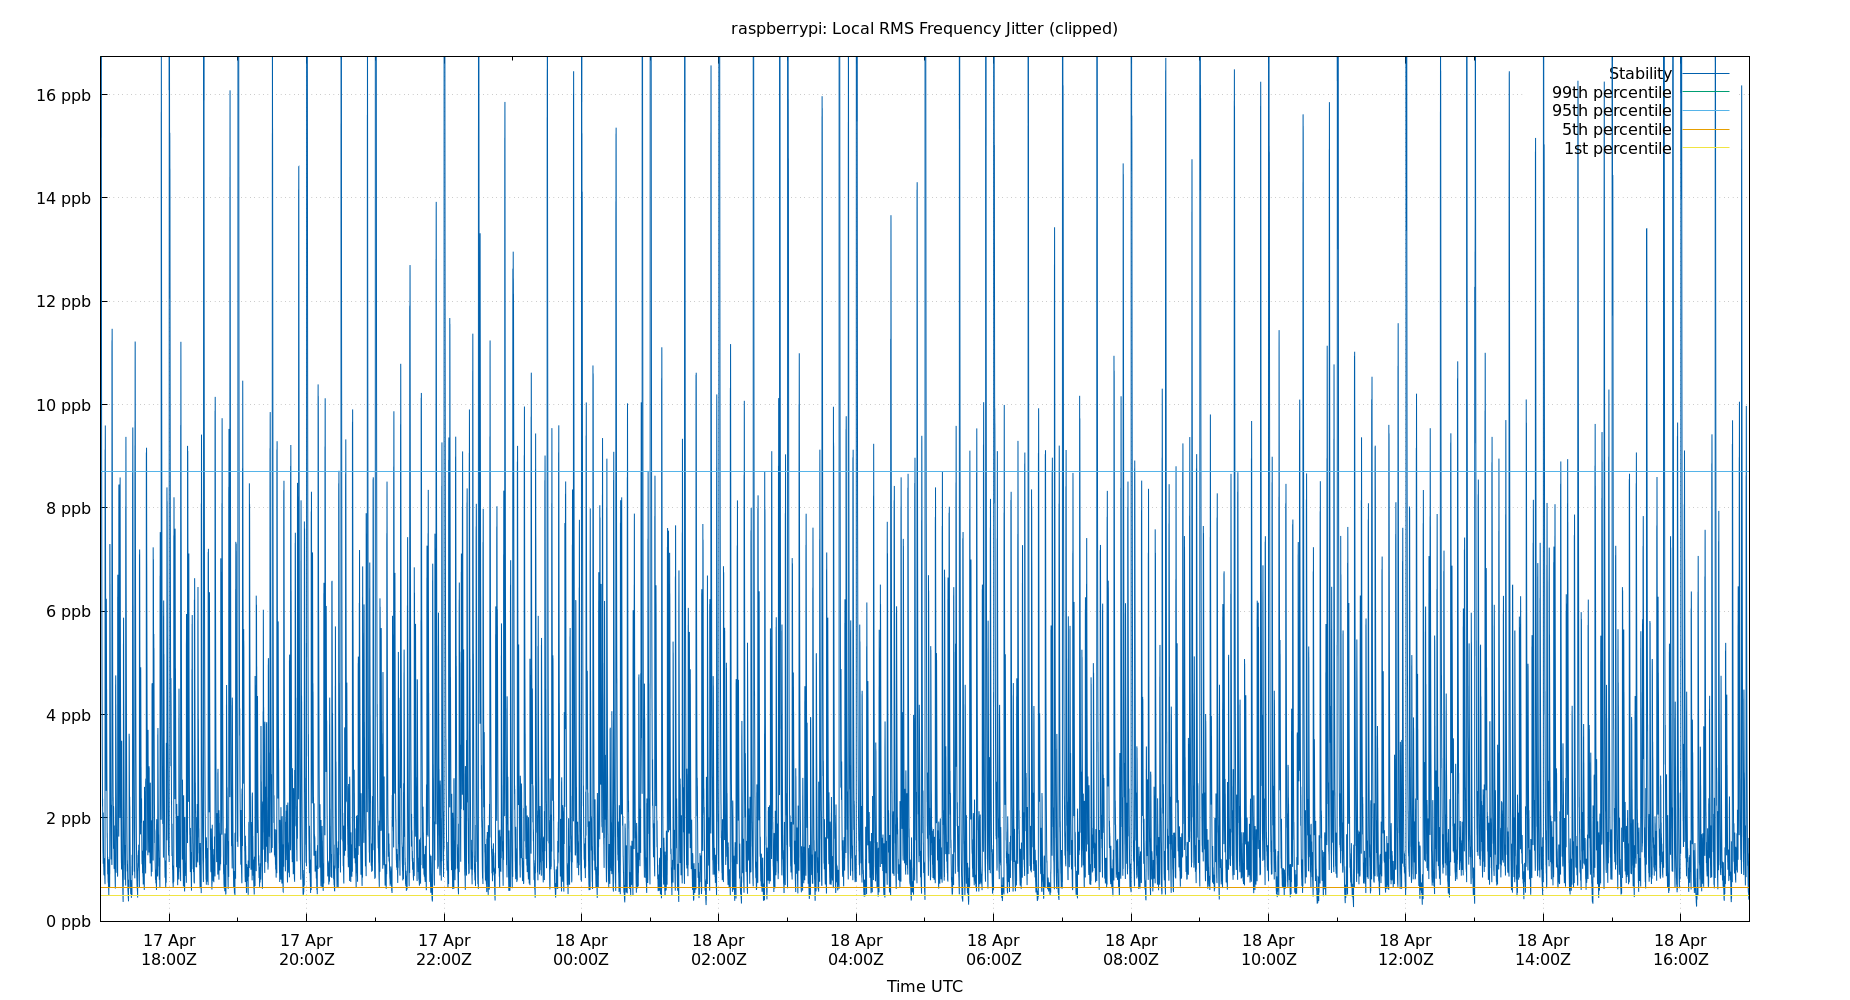 raspberrypi: Local RMS Frequency Jitter (clipped)
Stability
99th percentile
95th percentile
5th percentile
1st percentile
16 ppb
14 ppb
12 ppb
10 ppb
8 ppb
6 ppb
4 ppb
2 ppb
0 ppb
17 Apr 17 Apr 17 Apr 18 Apr 18 Apr 18 Apr 18 Apr 18 Apr 18 Apr 18 Apr 18 Apr 18 Apr
18:00Z 20:00Z 22:00Z 00:00Z 02:00Z 04:00Z 06:00Z 08:00Z 10:00Z 12:00Z 14:00Z 16:00Z
Time UTC